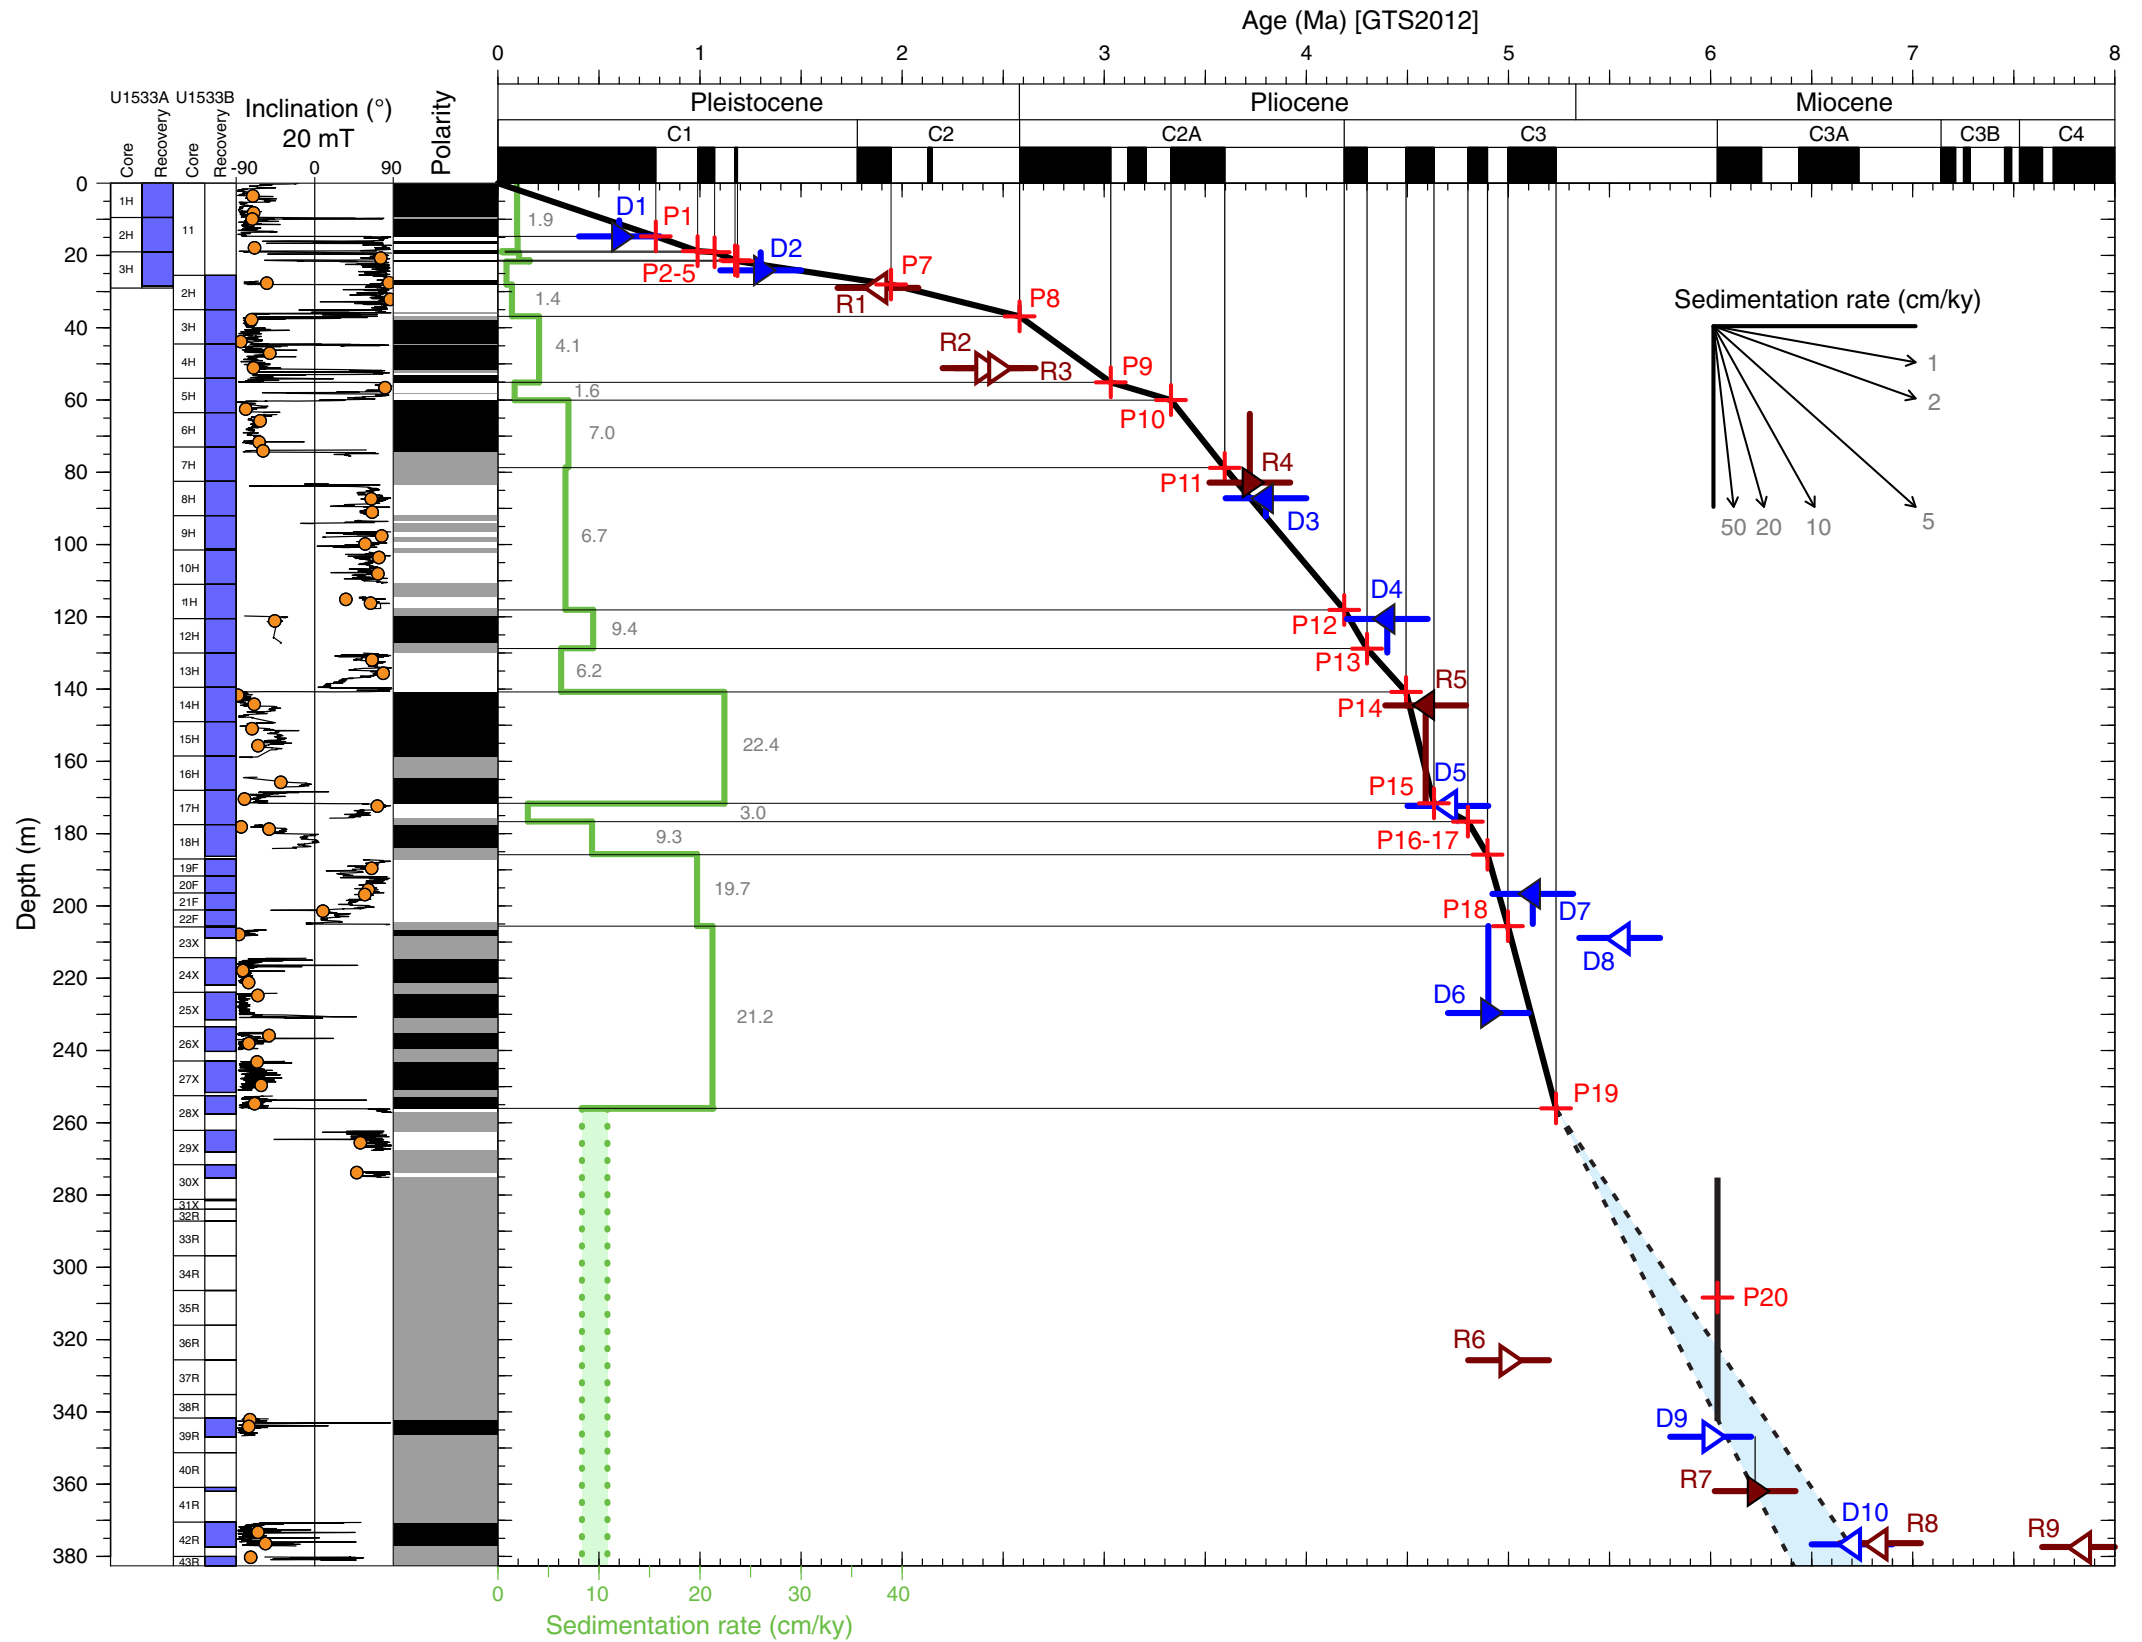 Age (Ma) [GTS2012]
0 1 2 3 4 5 6 7 8
U1533A U1533B
Core Recovery Core Recovery
Inclination (°)
20 mT
-90 0 90
Polarity
Pleistocene Pliocene Miocene
C1 C2 C2A C3 C3A C3B C4
Depth (m)
0
20
40
60
80
100
120
140
160
180
200
220
240
260
280
300
320
340
360
380
1H
2H
3H
11
2H
3H
4H
5H
6H
7H
8H
9H
10H
11H
12H
13H
14H
15H
16H
17H
18H
19F
20F
21F
22F
23X
24X
25X
26X
27X
28X
29X
30X
31X
32R
33R
34R
35R
36R
37R
38R
39R
40R
41R
42R
43R
1.9
1.4
4.1
1.6
7.0
6.7
9.4
6.2
22.4
3.0
9.3
19.7
21.2
D1 P1
P2-5 D2
P7
R1
P8
R2 R3
P9
P10
P11 R4
D3
D4
P12
P13
R5
P14
P15 D5
P16-17
P18 D7
D8
D6
P19
P20
R6
D9
R7
D10 R8
R9
Sedimentation rate (cm/ky)
1
2
5
10
20
50
0 10 20 30 40
Sedimentation rate (cm/ky)